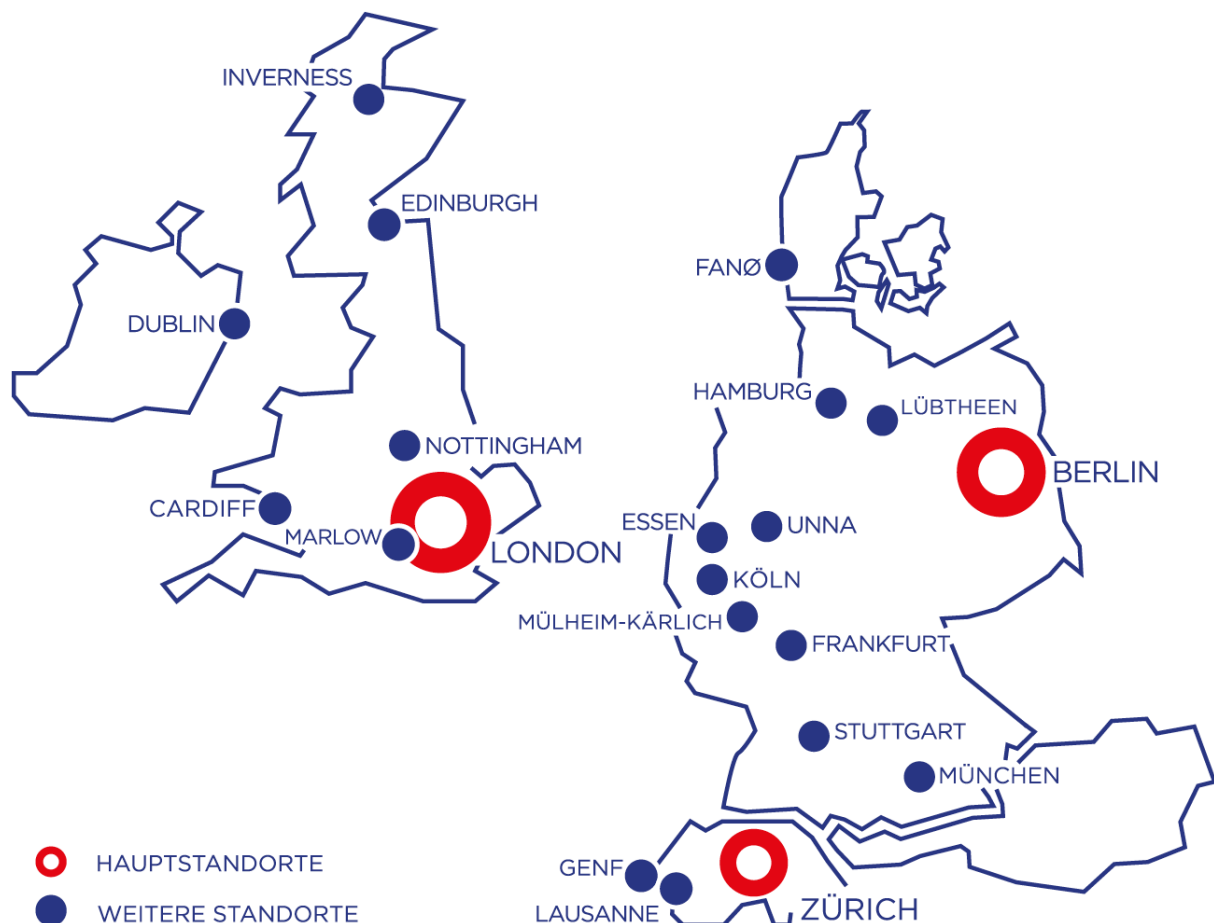 INVERNESS
EDINBURGH
FANØ
DUBLIN
HAMBURG
LÜBTHEEN
NOTTINGHAM
BERLIN
CARDIFF
MARLOW
LONDON
ESSEN
UNNA
KÖLN
MÜLHEIM-KÄRLICH
FRANKFURT
STUTTGART
MÜNCHEN
GENF
LAUSANNE
ZÜRICH
HAUPTSTANDORTE
WEITERE STANDORTE